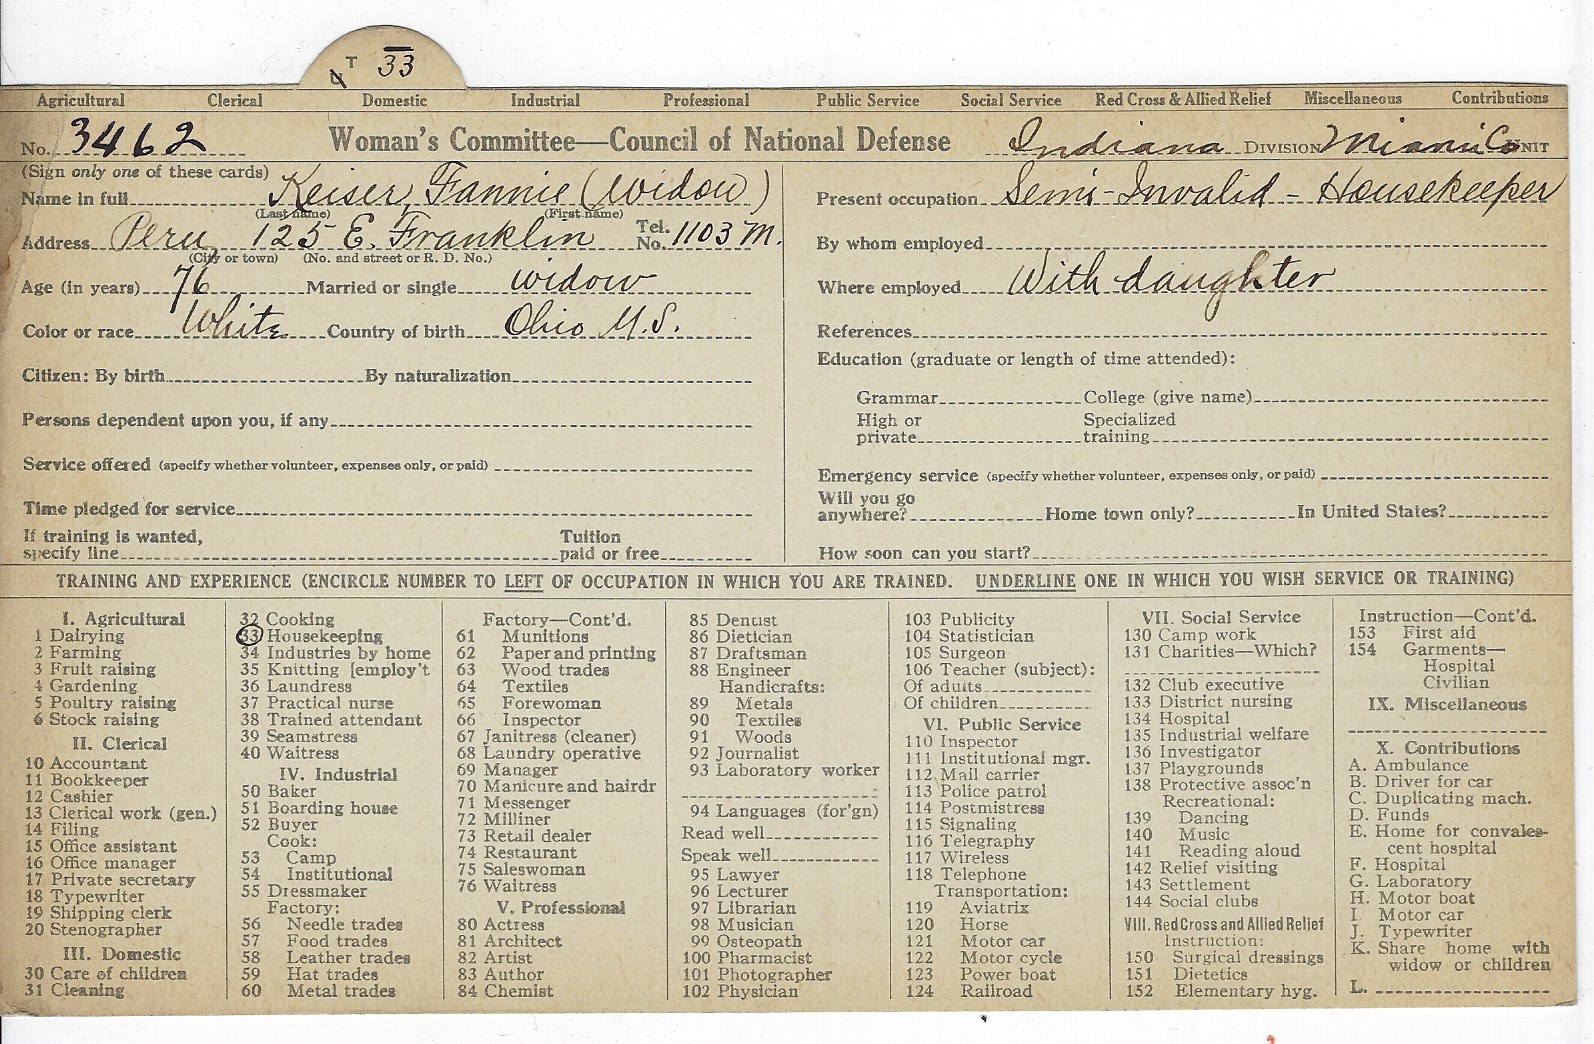 T 33
Agricultural Clerical Domestic Industrial Professional Public Service Social Service Red Cross & Allied Relief Miscellaneous Contributions
No. 3462 Woman's Committee—Council of National Defense Indiana DIVISION Miami Co UNIT
(Sign only one of these cards)
Name in full Keiser, Fannie (widow)
(Last name) (First name)
Address Peru, 125 E. Franklin Tel. No. 1103 M.
(City or town) (No. and street or R. D. No.)
Age (in years) 76 Married or single widow
Color or race White Country of birth Ohio U.S.
Citizen: By birth By naturalization
Persons dependent upon you, if any
Service offered (specify whether volunteer, expenses only, or paid)
Time pledged for service
If training is wanted, specify line Tuition paid or free
Present occupation Semi-Invalid - Housekeeper
By whom employed
Where employed With daughter
References
Education (graduate or length of time attended):
Grammar College (give name)
High or private Specialized training
Emergency service (specify whether volunteer, expenses only, or paid)
Will you go anywhere? Home town only? In United States?
How soon can you start?
TRAINING AND EXPERIENCE (ENCIRCLE NUMBER TO LEFT OF OCCUPATION IN WHICH YOU ARE TRAINED. UNDERLINE ONE IN WHICH YOU WISH SERVICE OR TRAINING)
I. Agricultural
1 Dairying
2 Farming
3 Fruit raising
4 Gardening
5 Poultry raising
6 Stock raising
II. Clerical
10 Accountant
11 Bookkeeper
12 Cashier
13 Clerical work (gen.)
14 Filing
15 Office assistant
16 Office manager
17 Private secretary
18 Typewriter
19 Shipping clerk
20 Stenographer
III. Domestic
30 Care of children
31 Cleaning
32 Cooking
33 Housekeeping
34 Industries by home
35 Knitting [employ't
36 Laundress
37 Practical nurse
38 Trained attendant
39 Seamstress
40 Waitress
IV. Industrial
50 Baker
51 Boarding house
52 Buyer
Cook:
53 Camp
54 Institutional
55 Dressmaker
Factory:
56 Needle trades
57 Food trades
58 Leather trades
59 Hat trades
60 Metal trades
Factory—Cont'd.
61 Munitions
62 Paper and printing
63 Wood trades
64 Textiles
65 Forewoman
66 Inspector
67 Janitress (cleaner)
68 Laundry operative
69 Manager
70 Manicure and hairdr
71 Messenger
72 Milliner
73 Retail dealer
74 Restaurant
75 Saleswoman
76 Waitress
V. Professional
80 Actress
81 Architect
82 Artist
83 Author
84 Chemist
85 Dentist
86 Dietician
87 Draftsman
88 Engineer
Handicrafts:
89 Metals
90 Textiles
91 Woods
92 Journalist
93 Laboratory worker
94 Languages (for'gn)
Read well
Speak well
95 Lawyer
96 Lecturer
97 Librarian
98 Musician
99 Osteopath
100 Pharmacist
101 Photographer
102 Physician
103 Publicity
104 Statistician
105 Surgeon
106 Teacher (subject):
Of adults
Of children
VI. Public Service
110 Inspector
111 Institutional mgr.
112 Mail carrier
113 Police patrol
114 Postmistress
115 Signaling
116 Telegraphy
117 Wireless
118 Telephone
Transportation:
119 Aviatrix
120 Horse
121 Motor car
122 Motor cycle
123 Power boat
124 Railroad
VII. Social Service
130 Camp work
131 Charities—Which?
132 Club executive
133 District nursing
134 Hospital
135 Industrial welfare
136 Investigator
137 Playgrounds
138 Protective assoc'n
Recreational:
139 Dancing
140 Music
141 Reading aloud
142 Relief visiting
143 Settlement
144 Social clubs
VIII. Red Cross and Allied Relief
Instruction:
150 Surgical dressings
151 Dietetics
152 Elementary hyg.
Instruction—Cont'd.
153 First aid
154 Garments—
Hospital
Civilian
IX. Miscellaneous
X. Contributions
A. Ambulance
B. Driver for car
C. Duplicating mach.
D. Funds
E. Home for convales-
cent hospital
F. Hospital
G. Laboratory
H. Motor boat
I. Motor car
J. Typewriter
K. Share home with
widow or children
L.